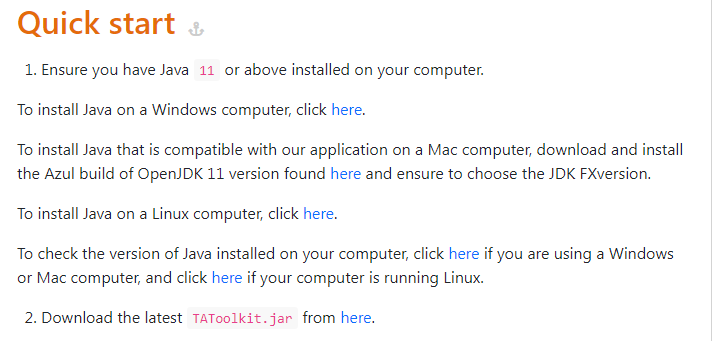 Quick start
1. Ensure you have Java 11 or above installed on your computer.
To install Java on a Windows computer, click here.
To install Java that is compatible with our application on a Mac computer, download and install
the Azul build of OpenJDK 11 version found here and ensure to choose the JDK FXversion.
To install Java on a Linux computer, click here.
To check the version of Java installed on your computer, click here if you are using a Windows
or Mac computer, and click here if your computer is running Linux.
2. Download the latest TAToolkit.jar from here.